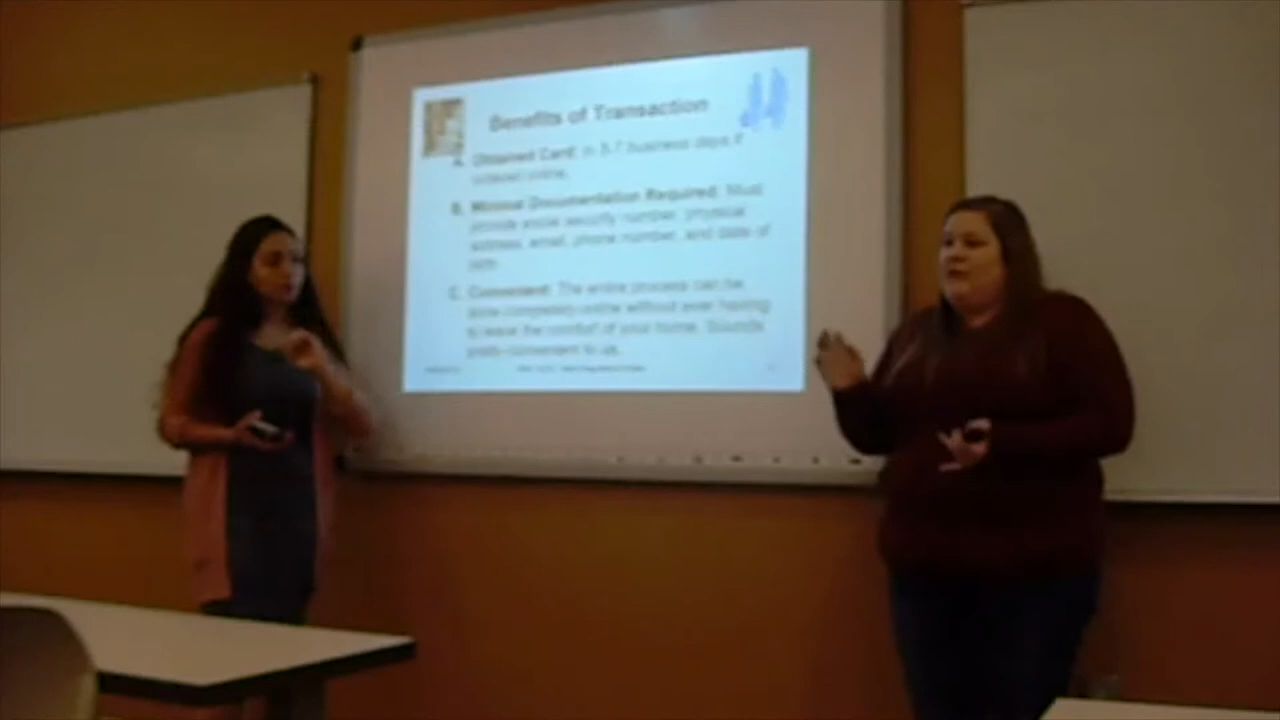 Benefits of Transaction
A. Obtained Card: in 5-7 business days if
ordered online.
B. Minimal Documentation Required: Must
provide social security number, physical
address, email, phone number, and date of
birth
C. Convenient: The entire process can be
done completely online without ever having
to leave the comfort of your home. Sounds
pretty convenient to us.